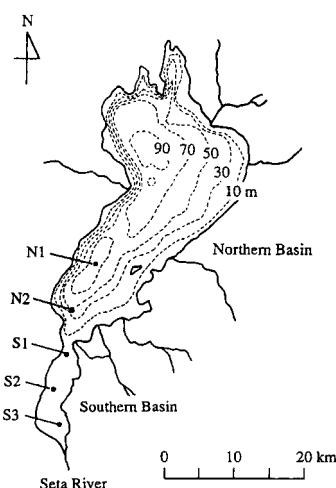 N
90
70
50
30
10 m
N1
Northern Basin
N2
S1
S2
Southern Basin
S3
0 10 20 km
Seta River